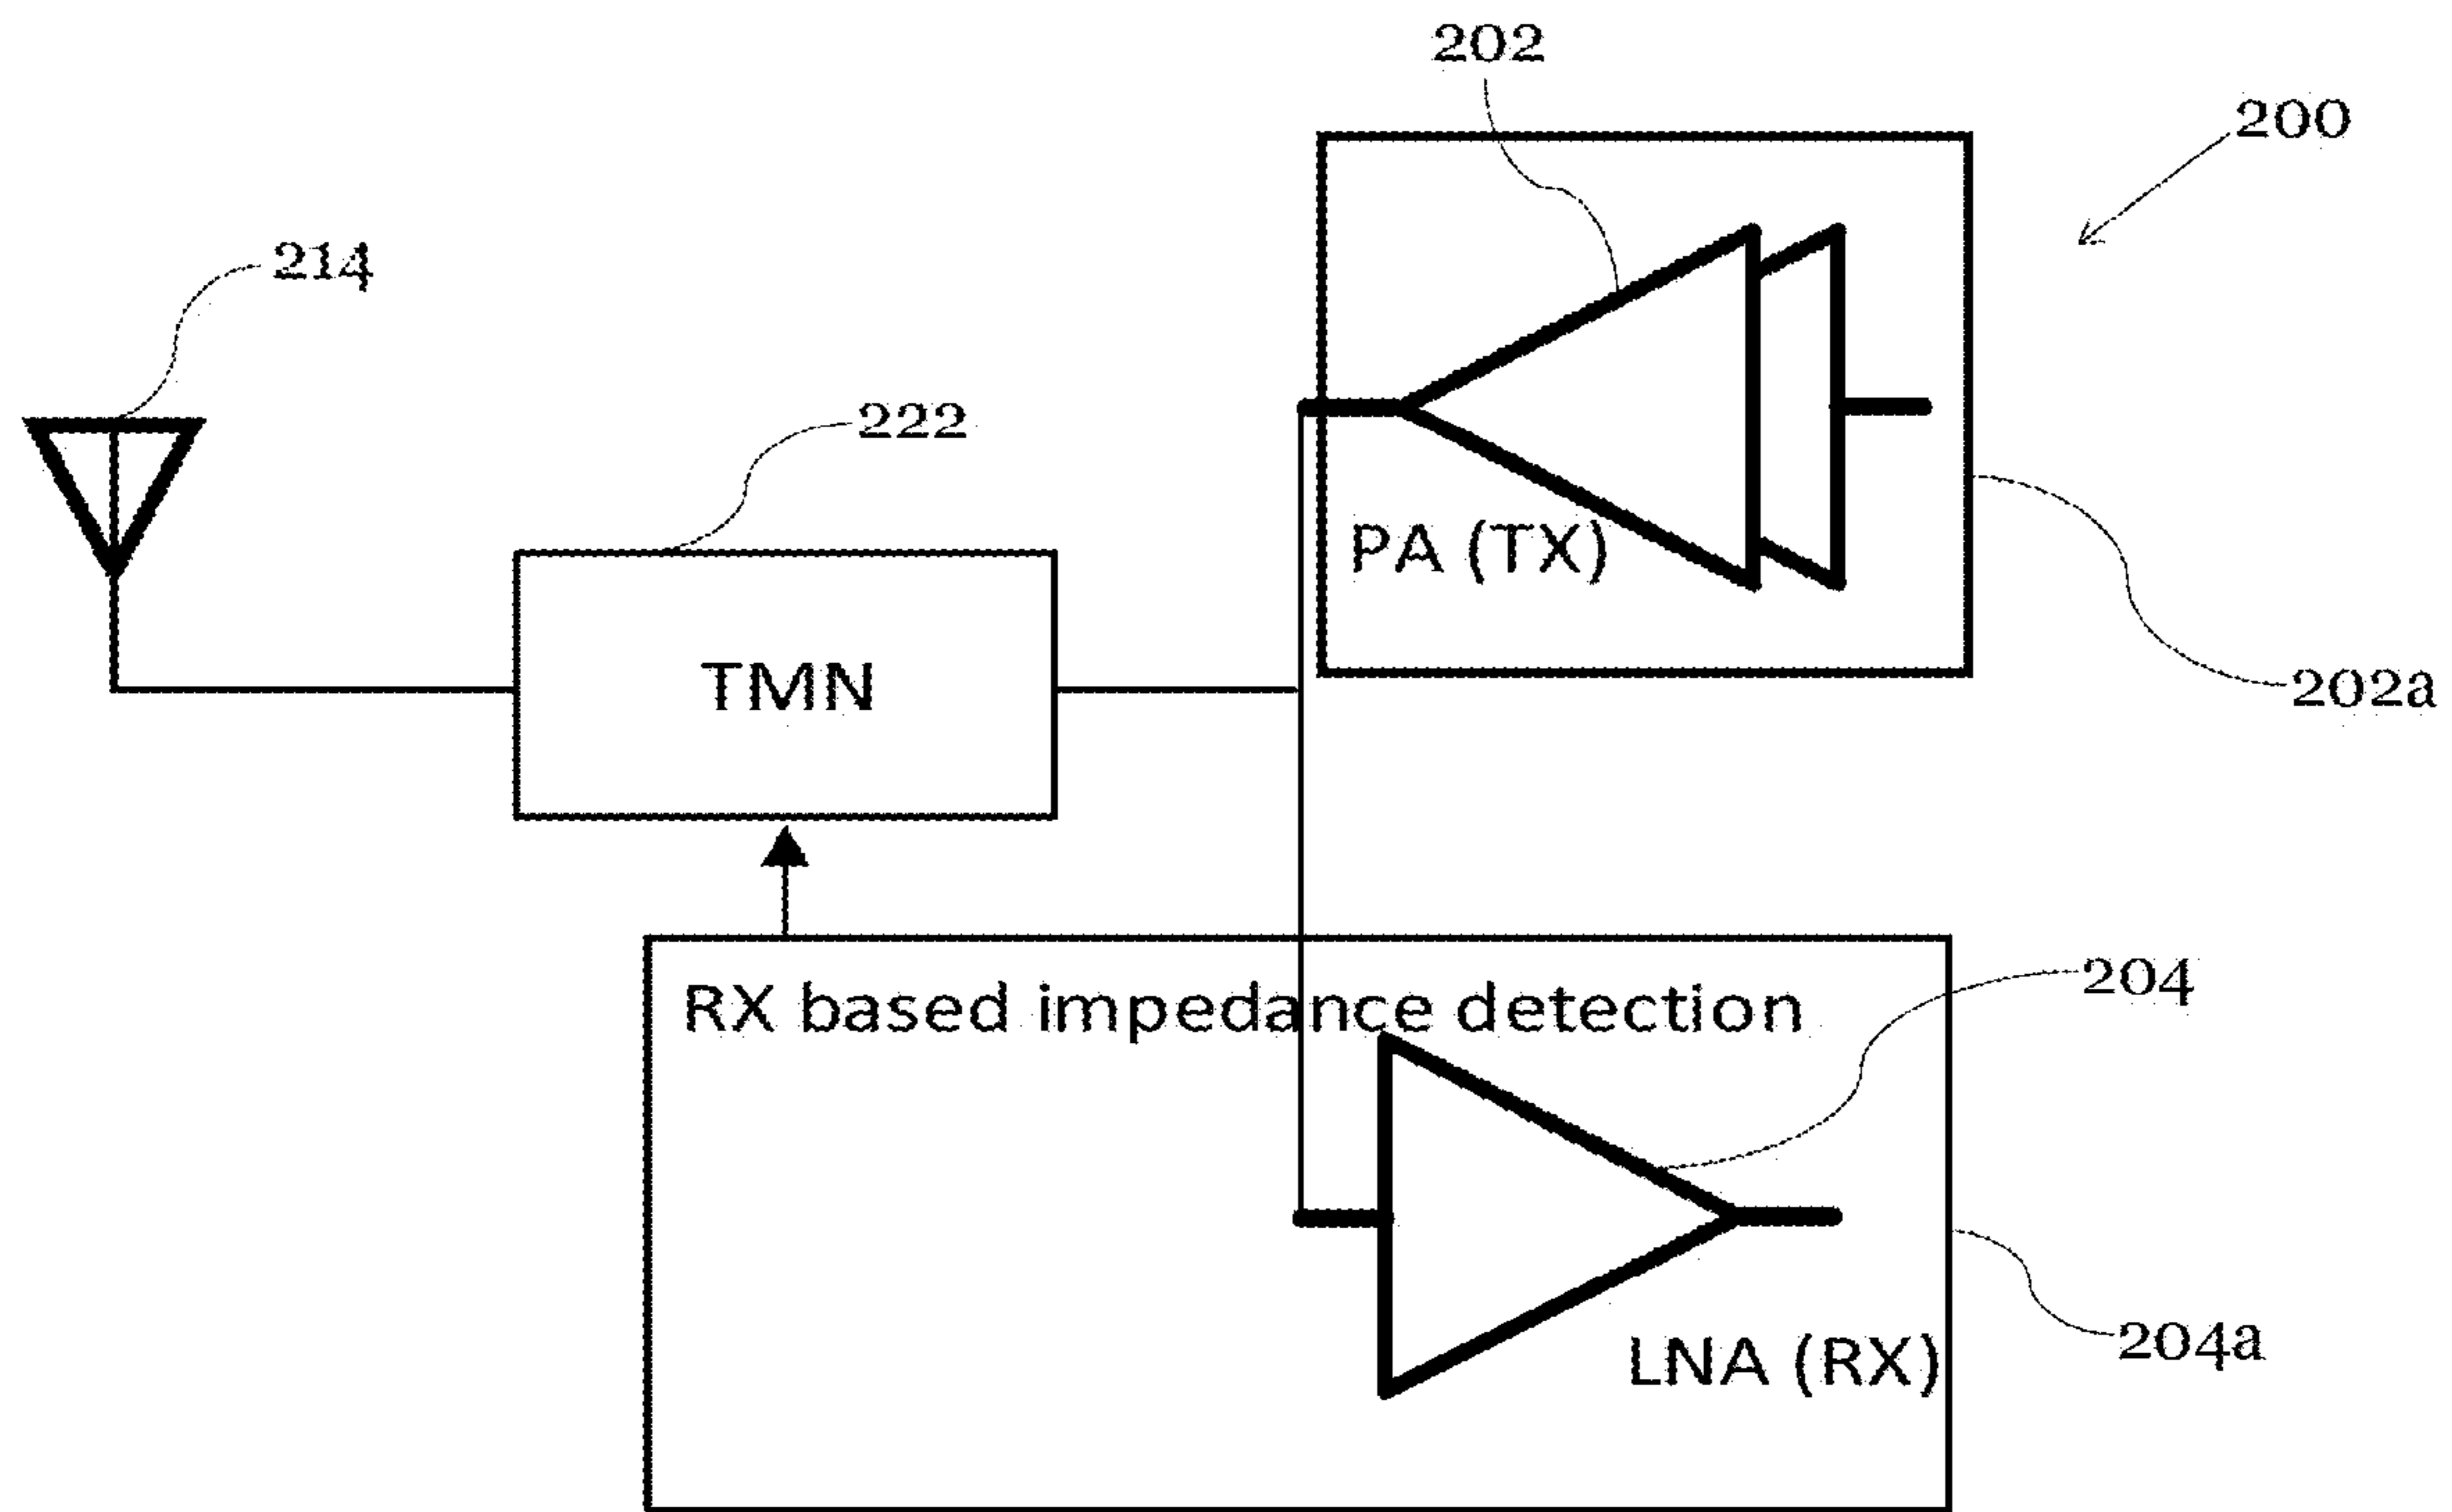 202
200
214
222
PA (TX)
TMN
202a
RX based impedance detection
204
LNA (RX)
204a